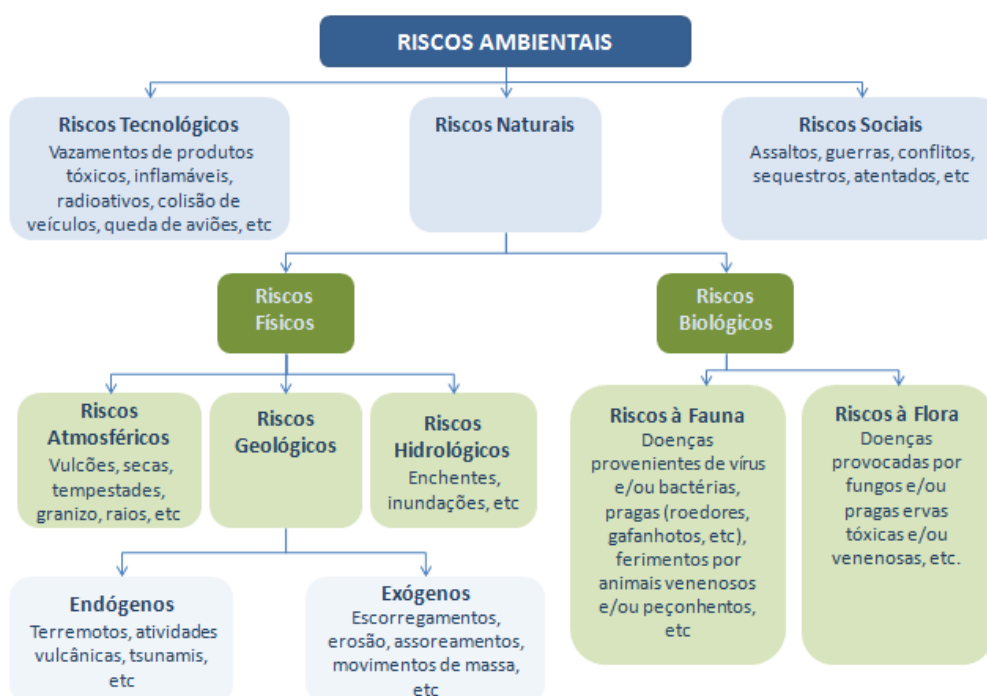 RISCOS AMBIENTAIS
Riscos Tecnológicos
Vazamentos de produtos
tóxicos, inflamáveis,
radioativos, colisão de
veículos, queda de aviões, etc
Riscos Naturais
Riscos Sociais
Assaltos, guerras, conflitos,
sequestros, atentados, etc
Riscos
Físicos
Riscos
Biológicos
Riscos
Atmosféricos
Vulcões, secas,
tempestades,
granizo, raios, etc
Riscos
Geológicos
Riscos
Hidrológicos
Enchentes,
inundações, etc
Riscos à Fauna
Doenças
provenientes de vírus
e/ou bactérias,
pragas (roedores,
gafanhotos, etc),
ferimentos por
animais venenosos
e/ou peçonhentos,
etc
Riscos à Flora
Doenças
provocadas por
fungos e/ou
pragas ervas
tóxicas e/ou
venenosas, etc.
Endógenos
Terremotos, atividades
vulcânicas, tsunamis,
etc
Exógenos
Escorregamentos,
erosão, assoreamentos,
movimentos de massa,
etc